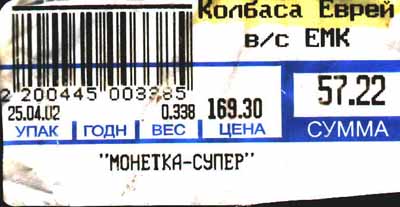 Колбаса Еврей
в/с ЕМК
2 200445 003385
25.04.02 0.338 169.30 57.22
УПАК ГОДН ВЕС ЦЕНА СУММА
"МОНЕТКА-СУПЕР"